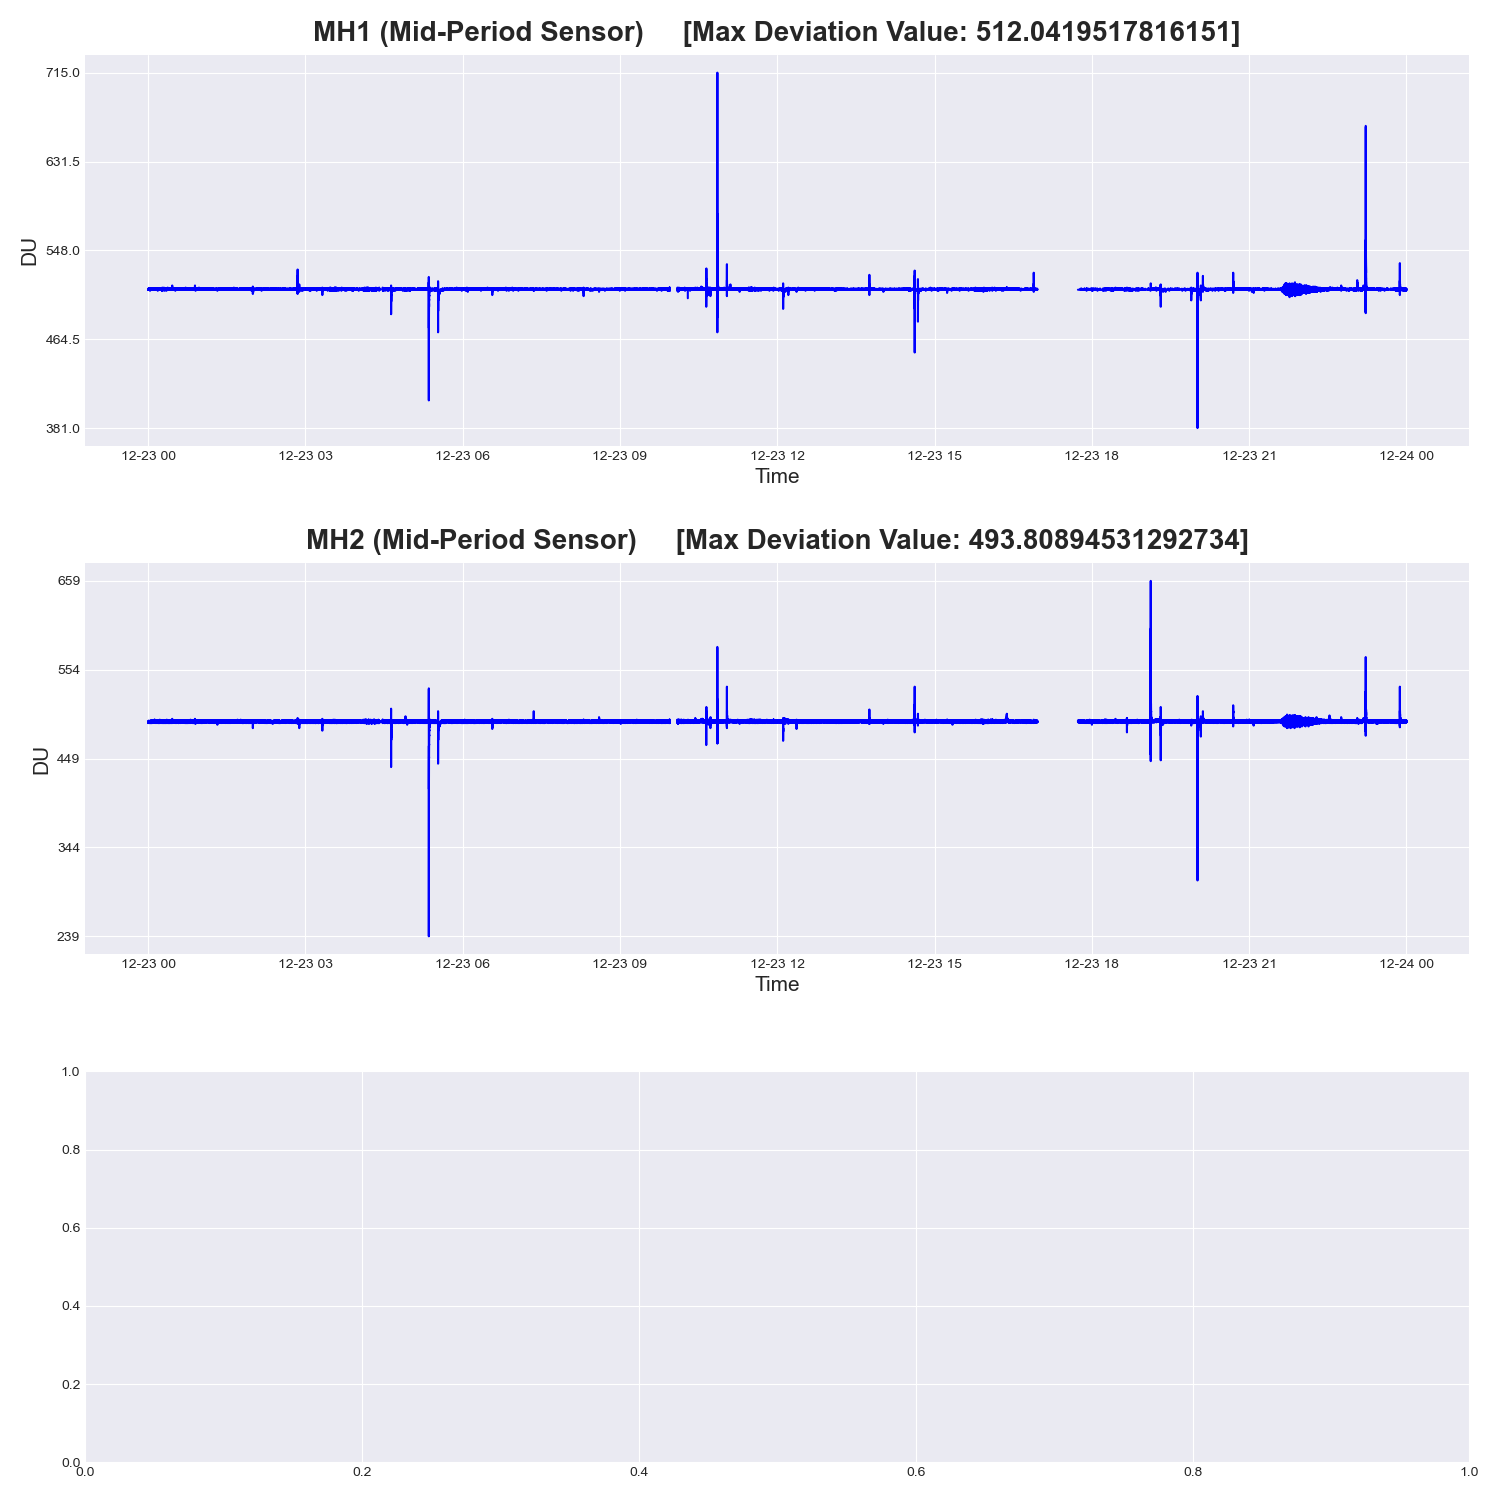 MH1 (Mid-Period Sensor) [Max Deviation Value: 512.0419517816151]
715.0
631.5
548.0
464.5
381.0
DU
12-23 00 12-23 03 12-23 06 12-23 09 12-23 12 12-23 15 12-23 18 12-23 21 12-24 00
Time
MH2 (Mid-Period Sensor) [Max Deviation Value: 493.80894531292734]
659
554
449
344
239
DU
12-23 00 12-23 03 12-23 06 12-23 09 12-23 12 12-23 15 12-23 18 12-23 21 12-24 00
Time
1.0
0.8
0.6
0.4
0.2
0.0
0.0 0.2 0.4 0.6 0.8 1.0